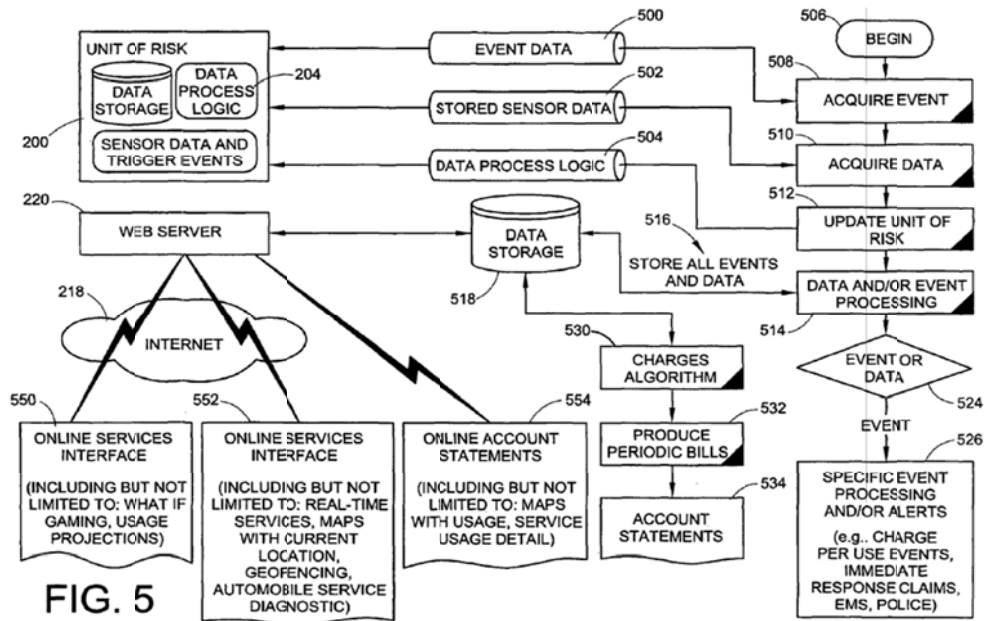 UNIT OF RISK
DATA
STORAGE
DATA
PROCESS
LOGIC
204
200
SENSOR DATA AND
TRIGGER EVENTS
500
EVENT DATA
502
STORED SENSOR DATA
504
DATA PROCESS LOGIC
506
BEGIN
508
ACQUIRE EVENT
510
ACQUIRE DATA
512
UPDATE UNIT OF
RISK
220
WEB SERVER
DATA
STORAGE
518
516
STORE ALL EVENTS
AND DATA
DATA AND/OR EVENT
PROCESSING
514
218
INTERNET
530
CHARGES
ALGORITHM
EVENT OR
DATA
524
EVENT
532
PRODUCE
PERIODIC BILLS
534
ACCOUNT
STATEMENTS
526
SPECIFIC EVENT
PROCESSING
AND/OR ALERTS
(e.g.. CHARGE
PER USE EVENTS,
IMMEDIATE
RESPONSE CLAIMS,
EMS, POLICE)
550
ONLINE SERVICES
INTERFACE
(INCLUDING BUT NOT
LIMITED TO: WHAT IF
GAMING, USAGE
PROJECTIONS)
552
ONLINE SERVICES
INTERFACE
(INCLUDING BUT NOT
LIMITED TO: REAL-TIME
SERVICES, MAPS
WITH CURRENT
LOCATION,
GEOFENCING,
AUTOMOBILE SERVICE
DIAGNOSTIC)
554
ONLINE ACCOUNT
STATEMENTS
(INCLUDING BUT NOT
LIMITED TO: MAPS
WITH USAGE, SERVICE
USAGE DETAIL)
FIG. 5